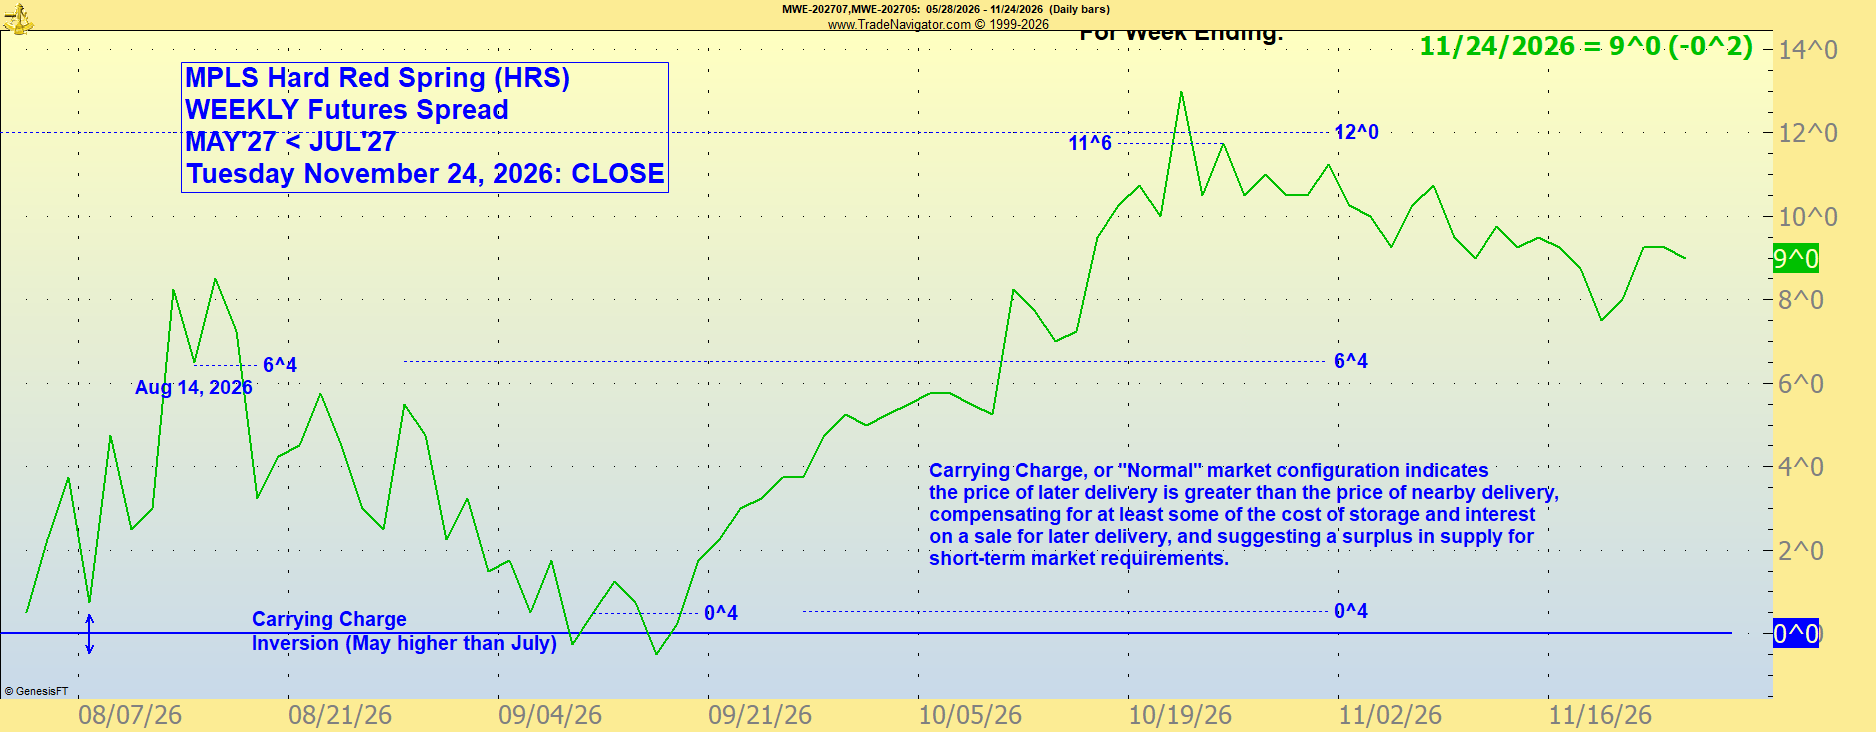 MWE-202707,MWE-202705: 05/28/2026 - 11/24/2026 (Daily bars)
www.TradeNavigator.com © 1999-2026
For Week Ending:
11/24/2026 = 9^0 (-0^2)
MPLS Hard Red Spring (HRS)
WEEKLY Futures Spread
MAY'27 < JUL'27
Tuesday November 24, 2026: CLOSE
14^0
12^0
11^6
12^0
10^0
9^0
8^0
6^4
6^4
Aug 14, 2026
6^0
4^0
Carrying Charge, or "Normal" market configuration indicates
the price of later delivery is greater than the price of nearby delivery,
compensating for at least some of the cost of storage and interest
on a sale for later delivery, and suggesting a surplus in supply for
short-term market requirements.
2^0
0^4
0^4
Carrying Charge
Inversion (May higher than July)
0^0
© GenesisFT
08/07/26
08/21/26
09/04/26
09/21/26
10/05/26
10/19/26
11/02/26
11/16/26